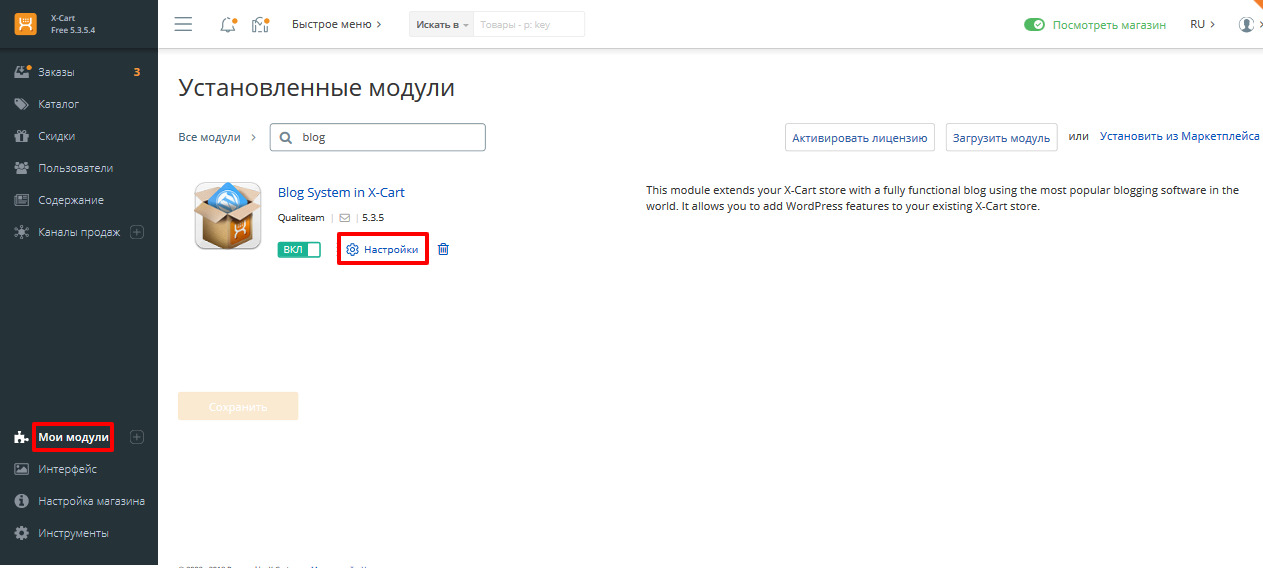 X-Cart
Free 5.3.5.4
Быстрое меню
Искать в
Товары - p: key
Посмотреть магазин
RU
Заказы 3
Каталог
Скидки
Пользователи
Содержание
Каналы продаж
Мои модули
Интерфейс
Настройка магазина
Инструменты
Установленные модули
Все модули
blog
Активировать лицензию
Загрузить модуль
или
Установить из Маркетплейса
Blog System in X-Cart
Qualiteam | 5.3.5
ВКЛ
Настройки
This module extends your X-Cart store with a fully functional blog using the most popular blogging software in the
world. It allows you to add WordPress features to your existing X-Cart store.
Сохранить